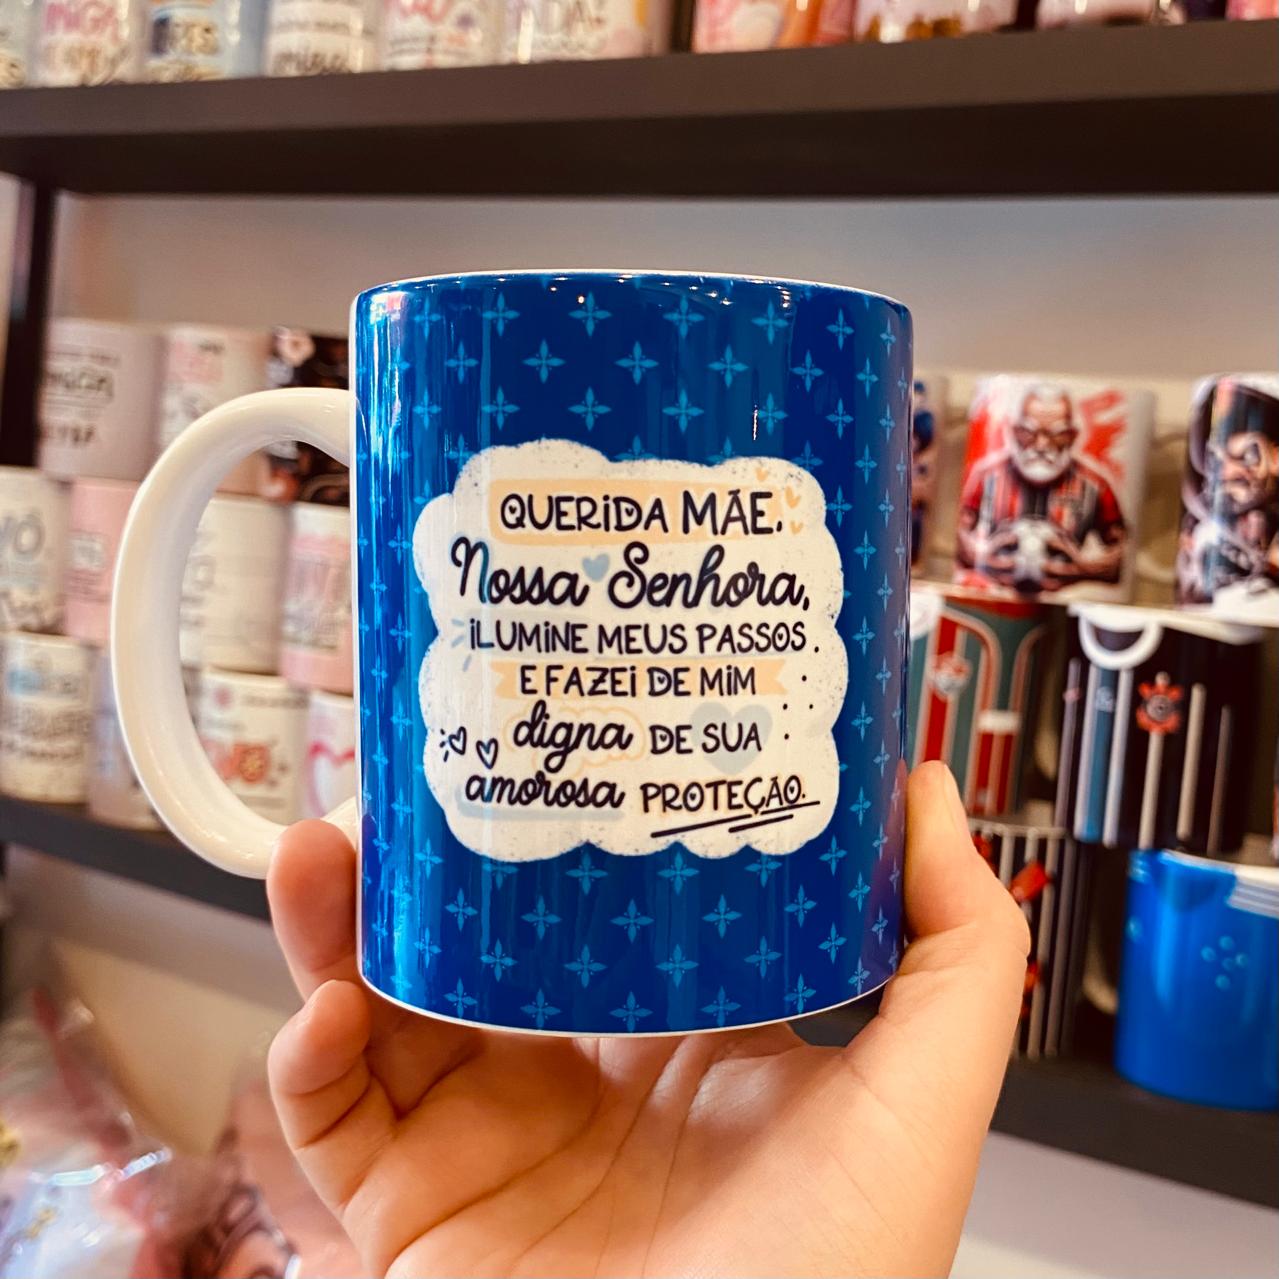 QUERIDA MÃE,
Nossa Senhora,
ILUMINE MEUS PASSOS
E FAZEI DE MIM
digna DE SUA
amorosa PROTEÇÃO.